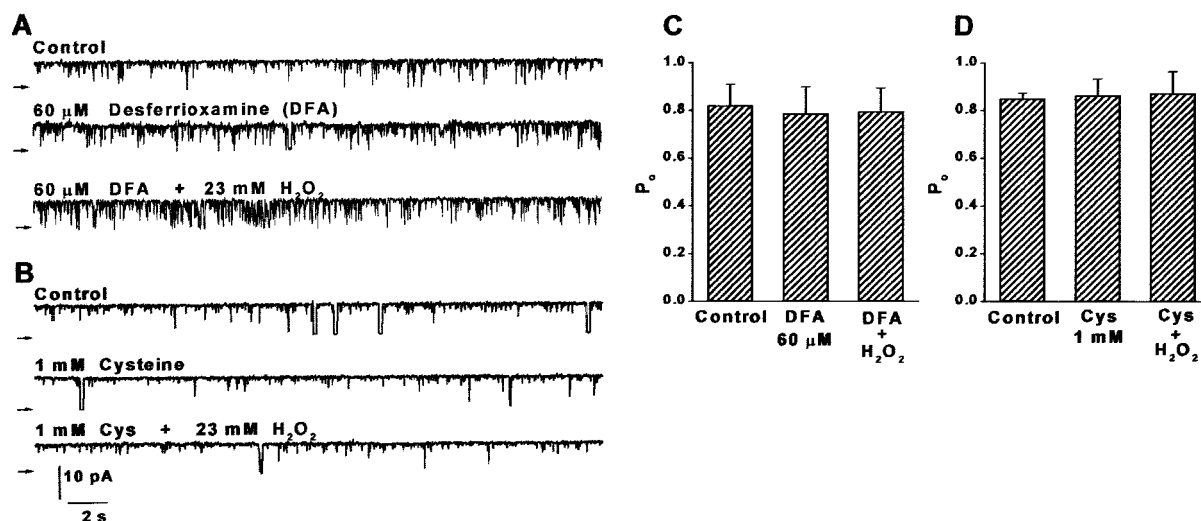 A
Control
60 μM Desferrioxamine (DFA)
60 μM DFA + 23 mM H₂O₂
B
Control
1 mM Cysteine
1 mM Cys + 23 mM H₂O₂
10 pA
2 s
C
1.0
0.8
0.6
0.4
0.2
0.0
Pₒ
Control
DFA
60 μM
DFA
+
H₂O₂
D
1.0
0.8
0.6
0.4
0.2
0.0
Pₒ
Control
Cys
1 mM
Cys
+
H₂O₂